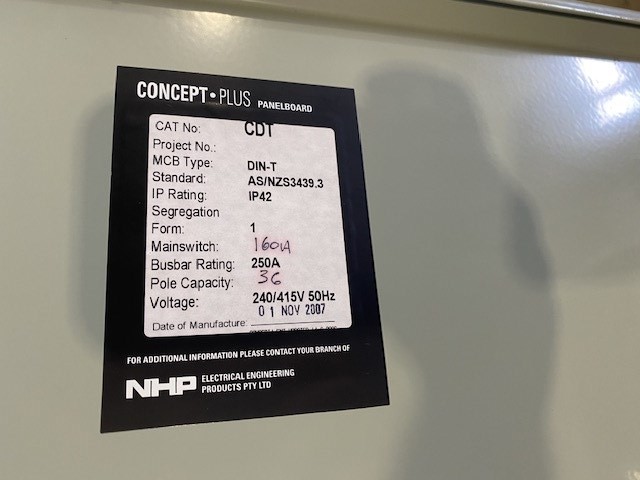 CONCEPT • PLUS PANELBOARD
CAT No: CDT
Project No.:
MCB Type: DIN-T
Standard: AS/NZS3439.3
IP Rating: IP42
Segregation
Form: 1
Mainswitch: 160A
Busbar Rating: 250A
Pole Capacity: 36
Voltage: 240/415V 50Hz
01 NOV 2007
Date of Manufacture:
FOR ADDITIONAL INFORMATION PLEASE CONTACT YOUR BRANCH OF
NHP ELECTRICAL ENGINEERING
PRODUCTS PTY LTD